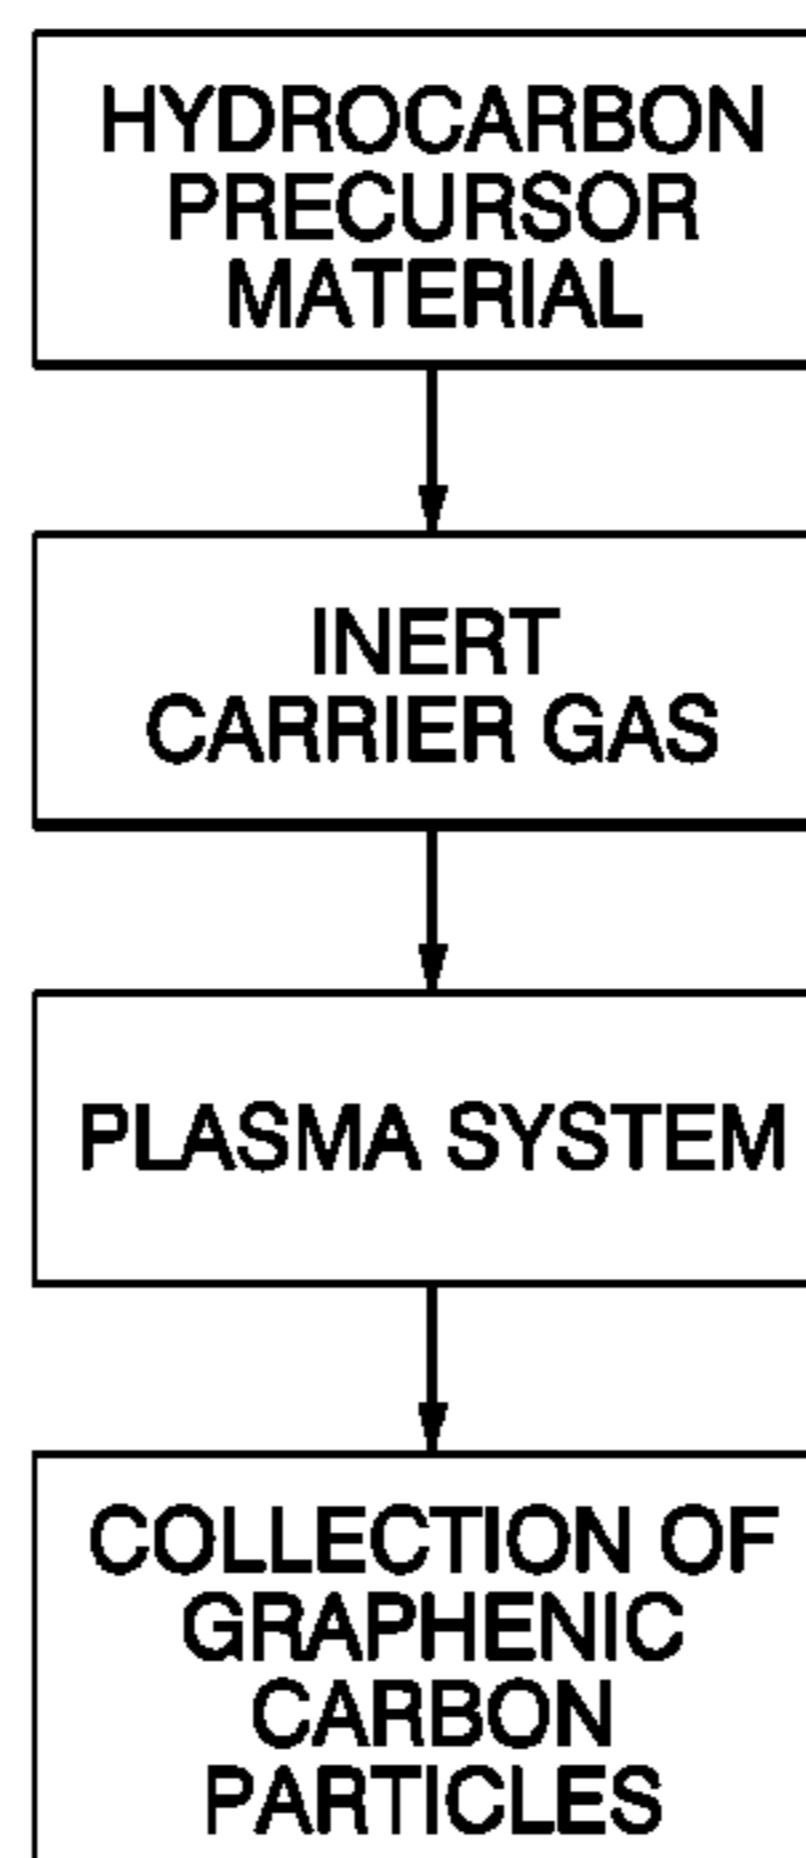 HYDROCARBON
PRECURSOR
MATERIAL
INERT
CARRIER GAS
PLASMA SYSTEM
COLLECTION OF
GRAPHENIC
CARBON
PARTICLES